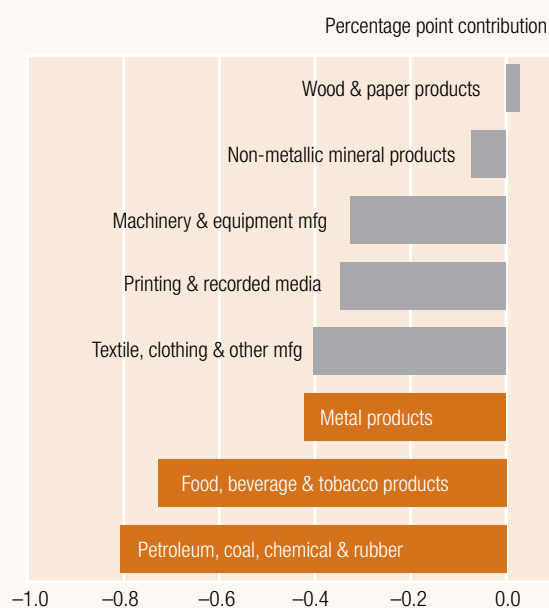 Percentage point contribution
Wood & paper products
Non-metallic mineral products
Machinery & equipment mfg
Printing & recorded media
Textile, clothing & other mfg
Metal products
Food, beverage & tobacco products
Petroleum, coal, chemical & rubber
–1.0 –0.8 –0.6 –0.4 –0.2 0.0